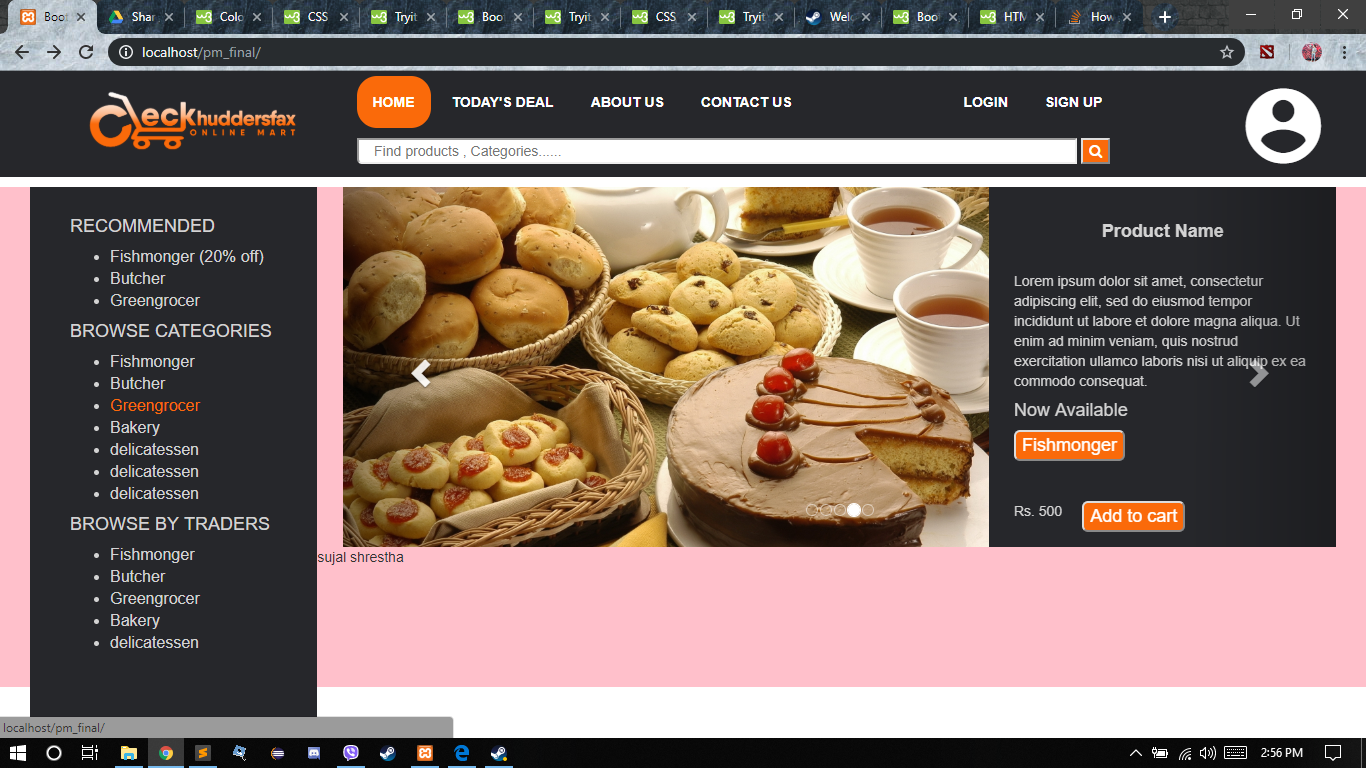 Boot
Shar
Colo
CSS
Tryit
Boo
Tryit
CSS
Tryit
Welc
Boo
HTM
How
localhost/pm_final/
CleckHuddersfax
ONLINE MART
HOME
TODAY'S DEAL
ABOUT US
CONTACT US
LOGIN
SIGN UP
Find products , Categories......
RECOMMENDED
Fishmonger (20% off)
Butcher
Greengrocer
BROWSE CATEGORIES
Fishmonger
Butcher
Greengrocer
Bakery
delicatessen
delicatessen
delicatessen
BROWSE BY TRADERS
Fishmonger
Butcher
Greengrocer
Bakery
delicatessen
Product Name
Lorem ipsum dolor sit amet, consectetur
adipiscing elit, sed do eiusmod tempor
incididunt ut labore et dolore magna aliqua. Ut
enim ad minim veniam, quis nostrud
exercitation ullamco laboris nisi ut aliquip ex ea
commodo consequat.
Now Available
Fishmonger
Rs. 500
Add to cart
sujal shrestha
localhost/pm_final/
2:56 PM